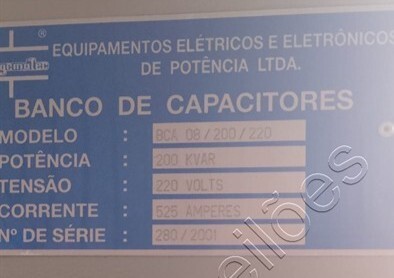 ®
EQUIPAMENTOS ELÉTRICOS E ELETRÔNICOS
DE POTÊNCIA LTDA.
BANCO DE CAPACITORES
MODELO : BCA 08/200/220
POTÊNCIA : 200 KVAR
TENSÃO : 220 VOLTS
CORRENTE : 525 AMPERES
Nº DE SÉRIE : 280/2001
eilões